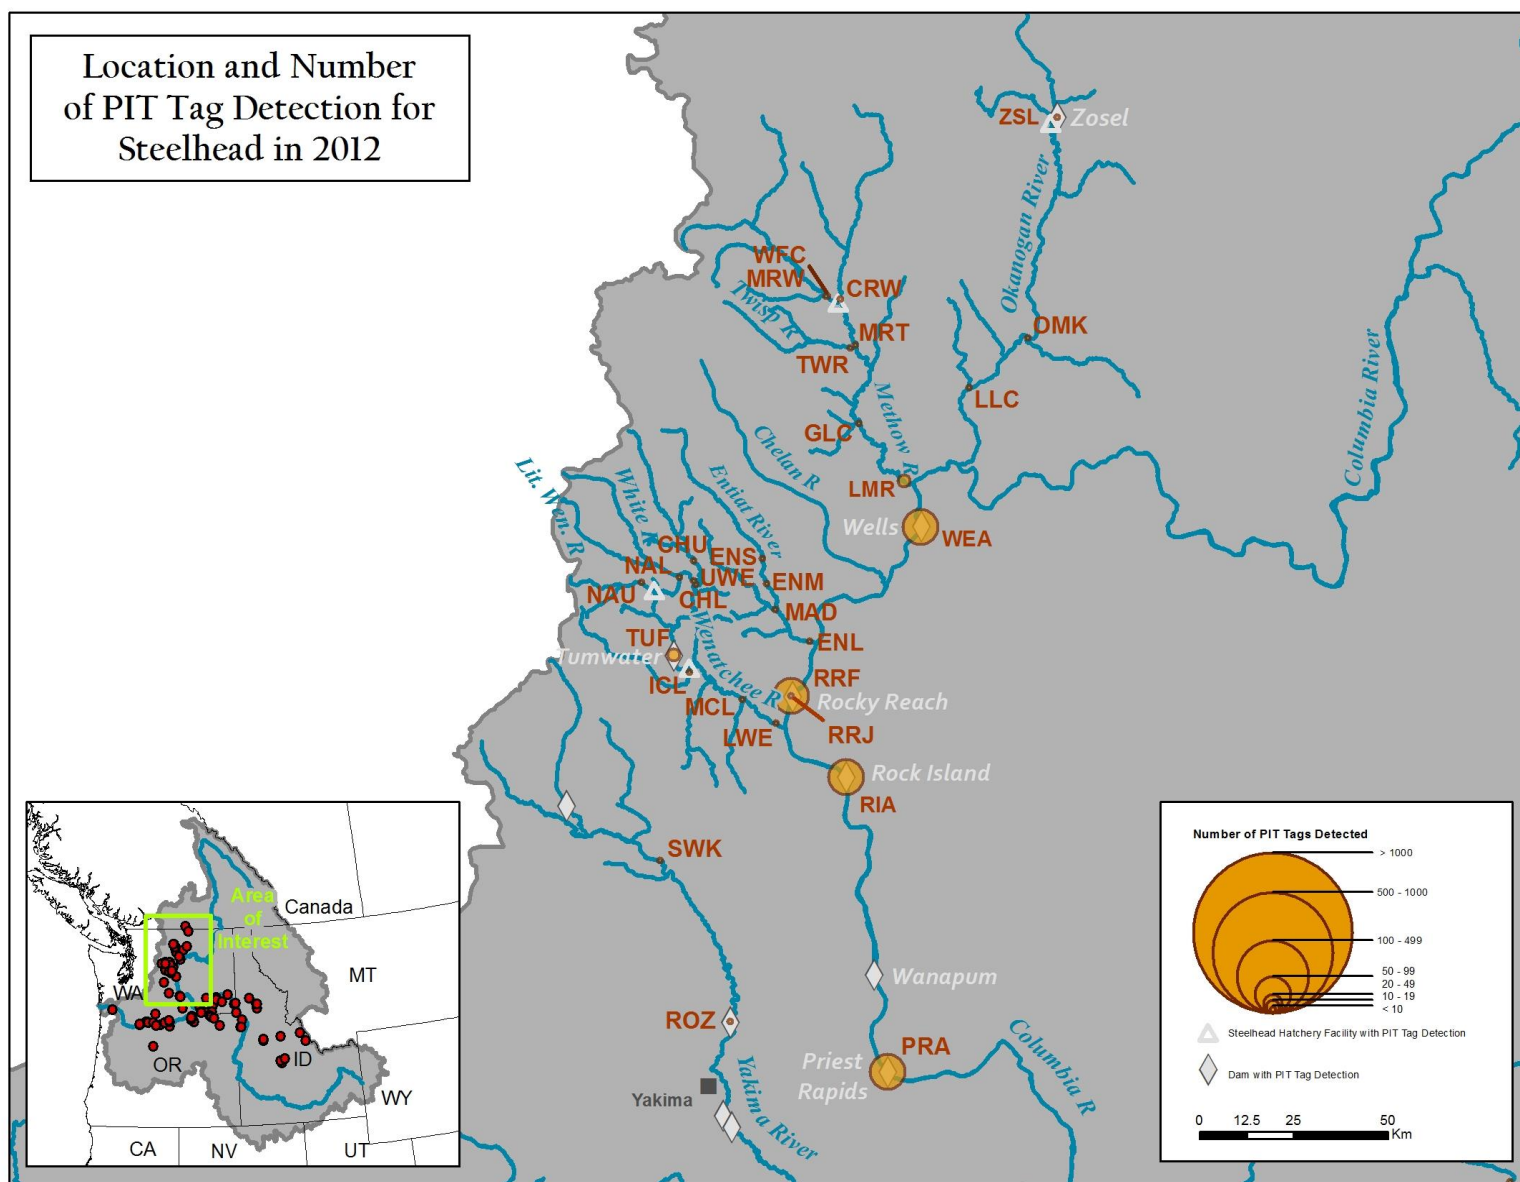 Location and Number
of PIT Tag Detection for
Steelhead in 2012
ZSL
Zosel
Okanogan River
WFC
MRW
CRW
Twisp R
MRT
TWR
OMK
LLC
Methow R
GLC
Columbia River
Chelan R
Lit. Wen. R
White R
Entiat River
LMR
Wells
WEA
CHU
ENS
NAL
UWE
ENM
NAU
CHL
MAD
TUF
Wenatchee R
ENL
Tumwater
ICL
RRF
Rocky Reach
MCL
LWE
RRJ
Rock Island
RIA
SWK
Wanapum
ROZ
PRA
Priest
Rapids
Columbia R
Yakima
Yakima River
Area
of
Interest
Canada
WA
MT
OR
ID
WY
CA
NV
UT
Number of PIT Tags Detected
> 1000
500 - 1000
100 - 499
50 - 99
20 - 49
10 - 19
< 10
Steelhead Hatchery Facility with PIT Tag Detection
Dam with PIT Tag Detection
0 12.5 25 50
Km